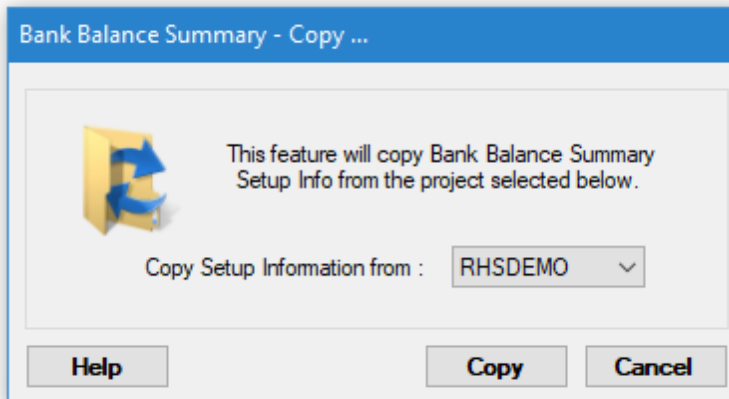 Bank Balance Summary - Copy ...
This feature will copy Bank Balance Summary
Setup Info from the project selected below.
Copy Setup Information from : RHSDEMO
Help Copy Cancel